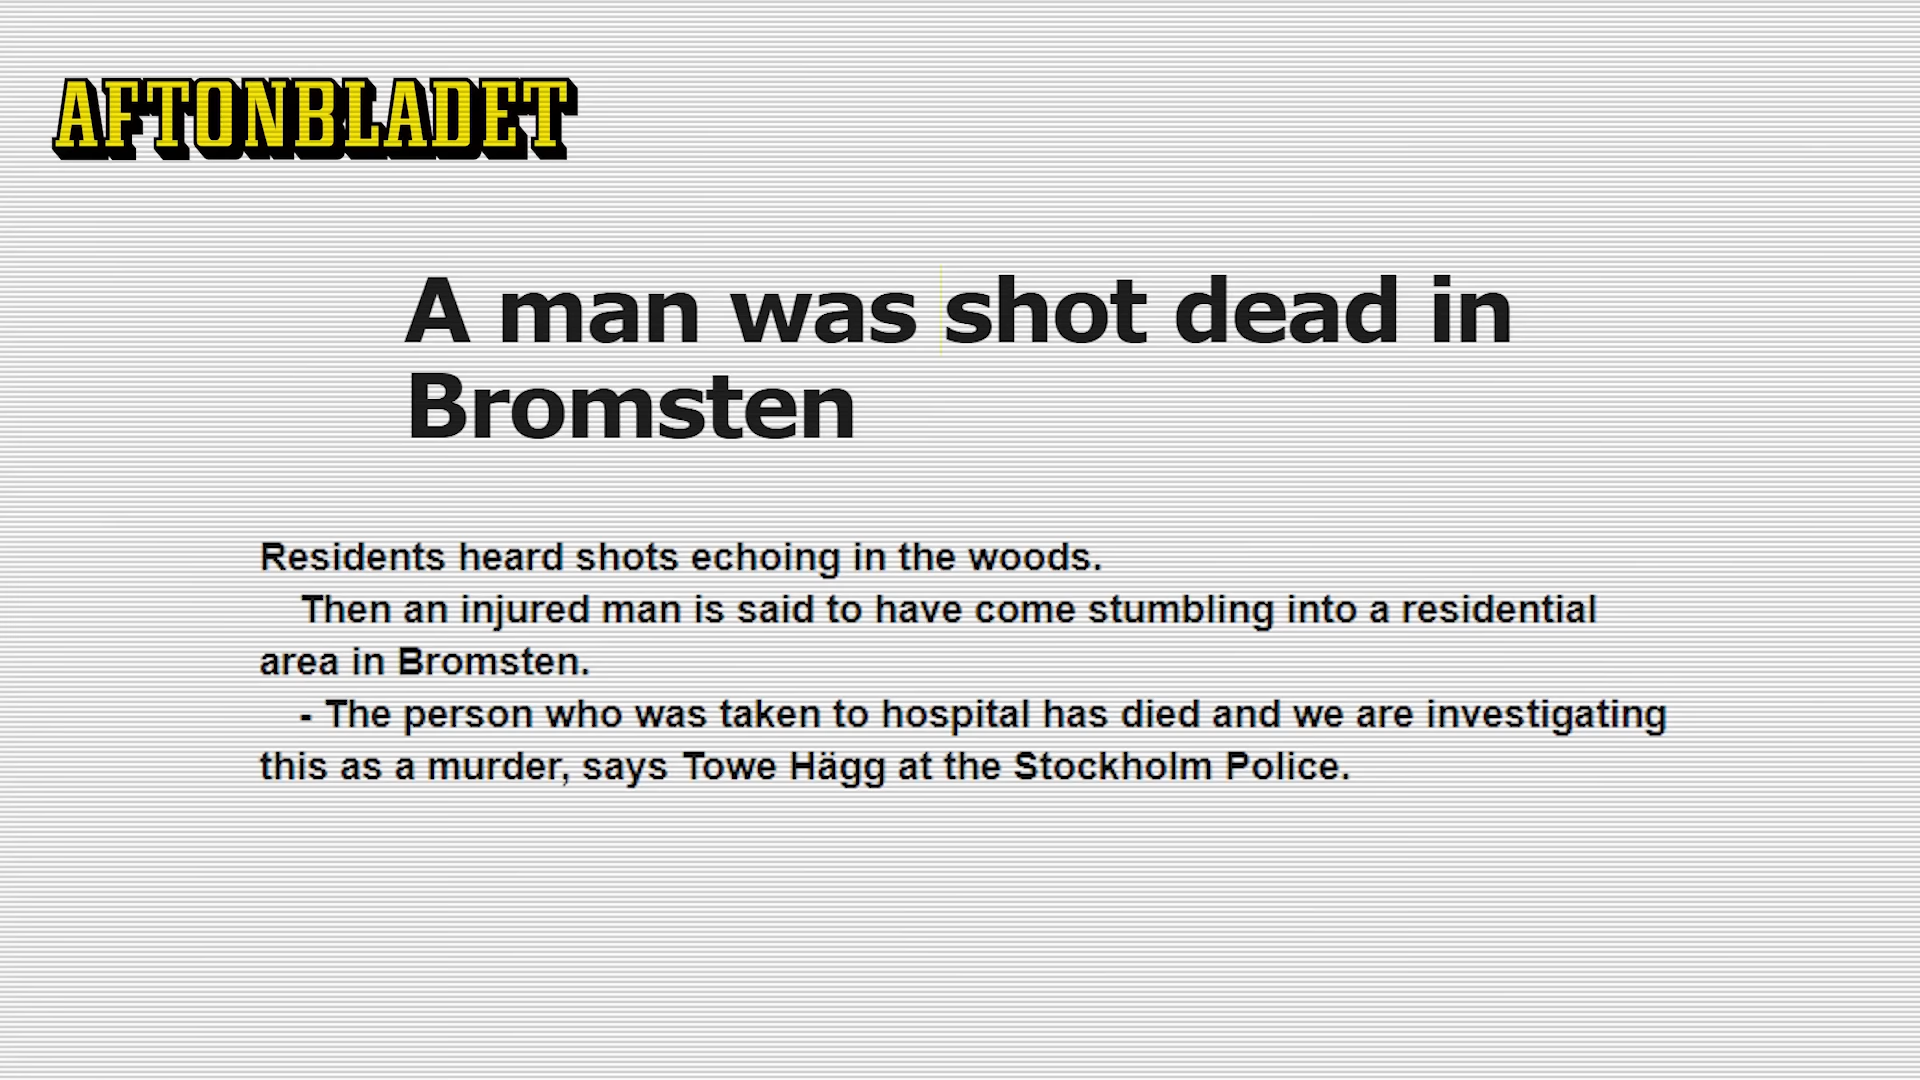 AFTONBLADET
A man was shot dead in
Bromsten
Residents heard shots echoing in the woods.
Then an injured man is said to have come stumbling into a residential
area in Bromsten.
- The person who was taken to hospital has died and we are investigating
this as a murder, says Towe Hägg at the Stockholm Police.